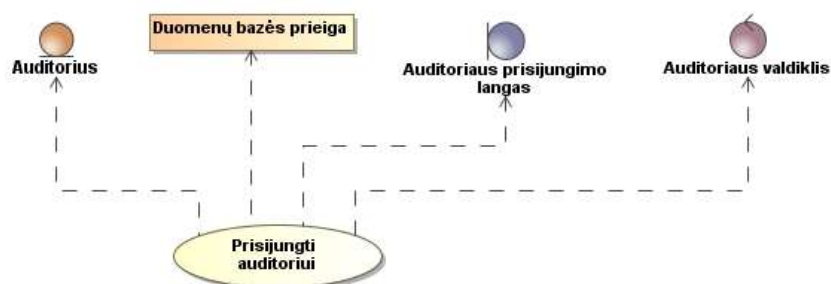 Duomenų bazės prieiga
Auditorius
Auditoriaus prisijungimo
langas
Auditoriaus valdiklis
Prisijungti
auditoriui